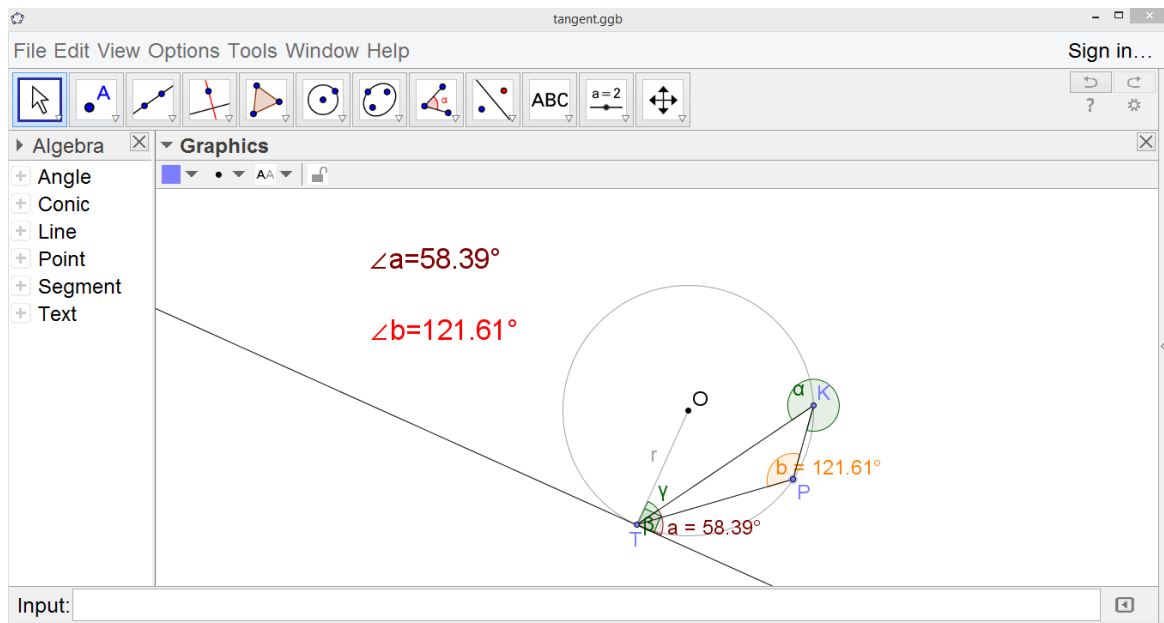 tangent.ggb
File Edit View Options Tools Window Help
Sign in…
A
α
ABC
a=2
?
Algebra
Graphics
AA
Angle
Conic
Line
Point
Segment
Text
∠a=58.39°
∠b=121.61°
O
α
K
r
b = 121.61°
P
γ
β
a = 58.39°
T
Input: